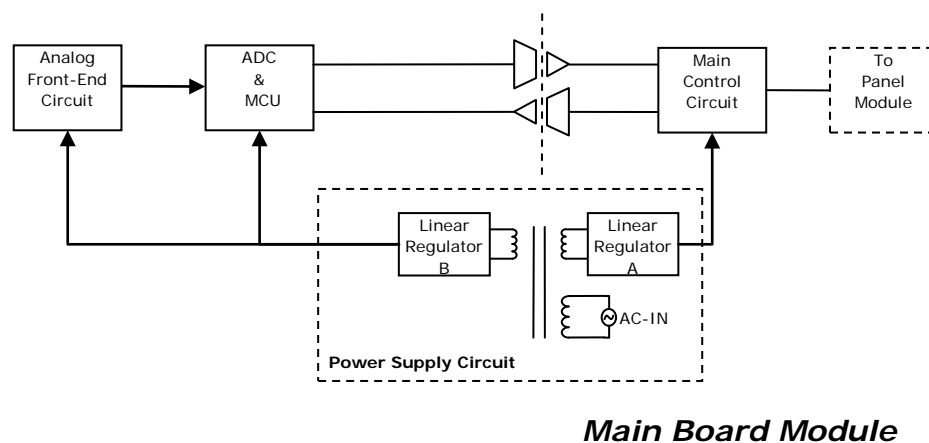 Analog
Front-End
Circuit
ADC
&
MCU
Main
Control
Circuit
To
Panel
Module
Linear
Regulator
B
Linear
Regulator
A
AC-IN
Power Supply Circuit
Main Board Module